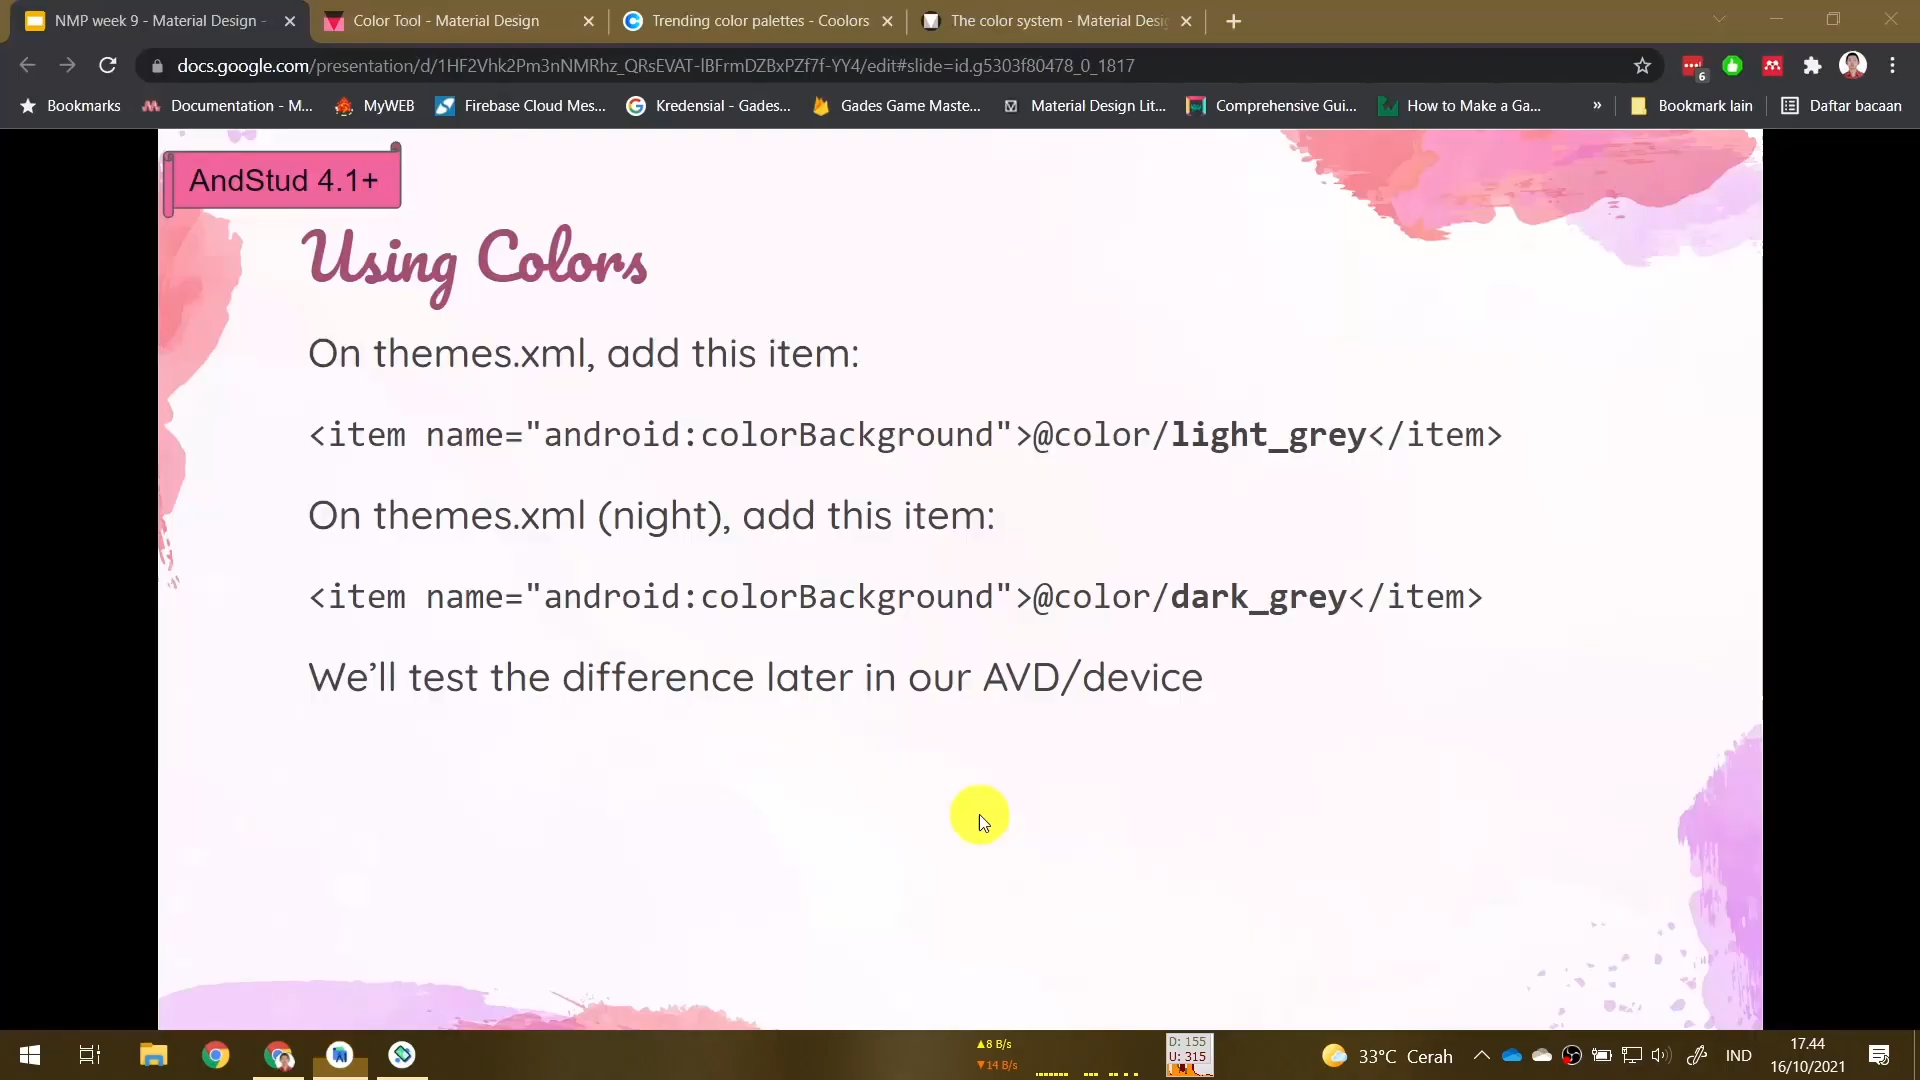 NMP week 9 - Material Design -
Color Tool - Material Design
Trending color palettes - Coolors
The color system - Material Desi
docs.google.com/presentation/d/1HF2Vhk2Pm3nNMRhz_QRsEVAT-lBFrmDZBxPZf7f-YY4/edit#slide=id.g5303f80478_0_1817
6
Bookmarks
Documentation - M...
MyWEB
Firebase Cloud Mes...
Kredensial - Gades...
Gades Game Maste...
Material Design Lit...
Comprehensive Gui...
How to Make a Ga...
»
Bookmark lain
Daftar bacaan
AndStud 4.1+
Using Colors
On themes.xml, add this item:
<item name="android:colorBackground">@color/light_grey</item>
On themes.xml (night), add this item:
<item name="android:colorBackground">@color/dark_grey</item>
We’ll test the difference later in our AVD/device
▲8 B/s
▼14 B/s
D: 155
U: 315
33°C Cerah
IND
17.44
16/10/2021